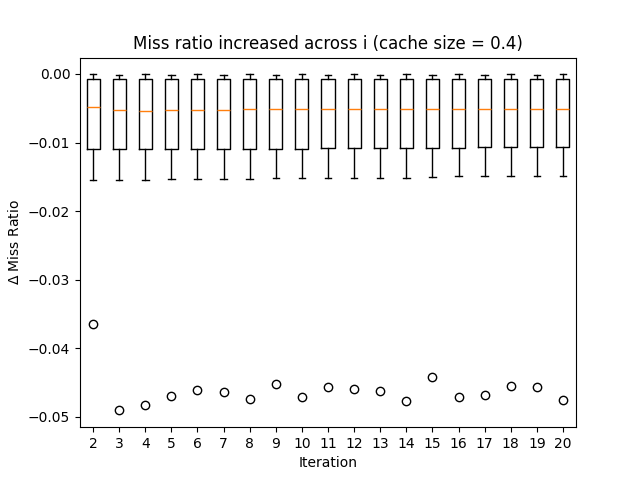 Miss ratio increased across i (cache size = 0.4)
Δ Miss Ratio
0.00
−0.01
−0.02
−0.03
−0.04
−0.05
2 3 4 5 6 7 8 9 10 11 12 13 14 15 16 17 18 19 20
Iteration